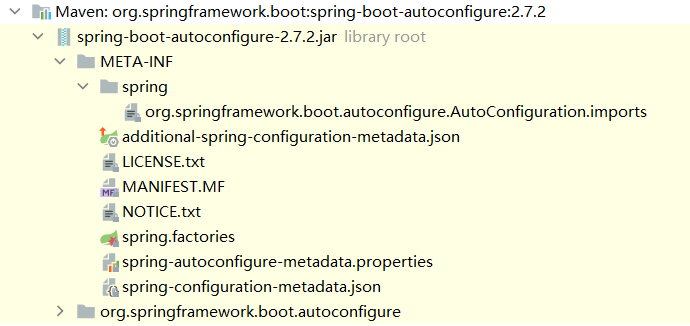 Maven: org.springframework.boot:spring-boot-autoconfigure:2.7.2
spring-boot-autoconfigure-2.7.2.jar library root
META-INF
spring
org.springframework.boot.autoconfigure.AutoConfiguration.imports
additional-spring-configuration-metadata.json
LICENSE.txt
MF MANIFEST.MF
NOTICE.txt
spring.factories
spring-autoconfigure-metadata.properties
spring-configuration-metadata.json
org.springframework.boot.autoconfigure